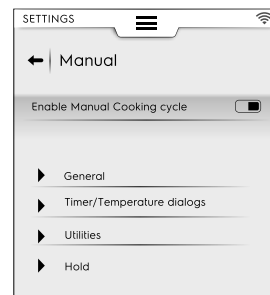 SETTINGS
Manual
Enable Manual Cooking cycle
General
Timer/Temperature dialogs
Utilities
Hold